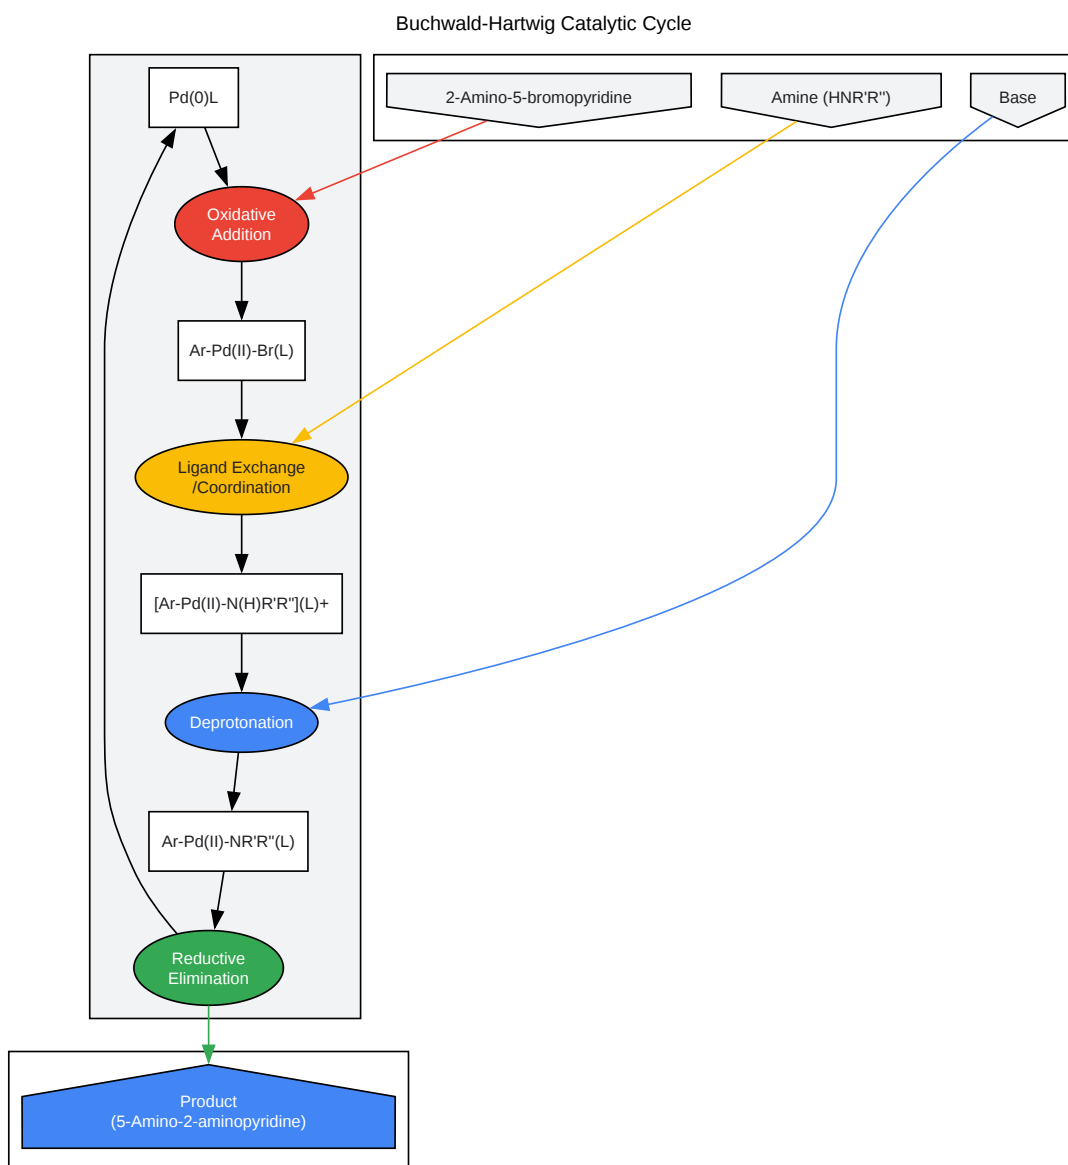 Buchwald-Hartwig Catalytic Cycle
Pd(0)L
2-Amino-5-bromopyridine
Amine (HNR'R'')
Base
Oxidative
Addition
Ar-Pd(II)-Br(L)
Ligand Exchange
/Coordination
[Ar-Pd(II)-N(H)R'R''](L)+
Deprotonation
Ar-Pd(II)-NR'R''(L)
Reductive
Elimination
Product
(5-Amino-2-aminopyridine)